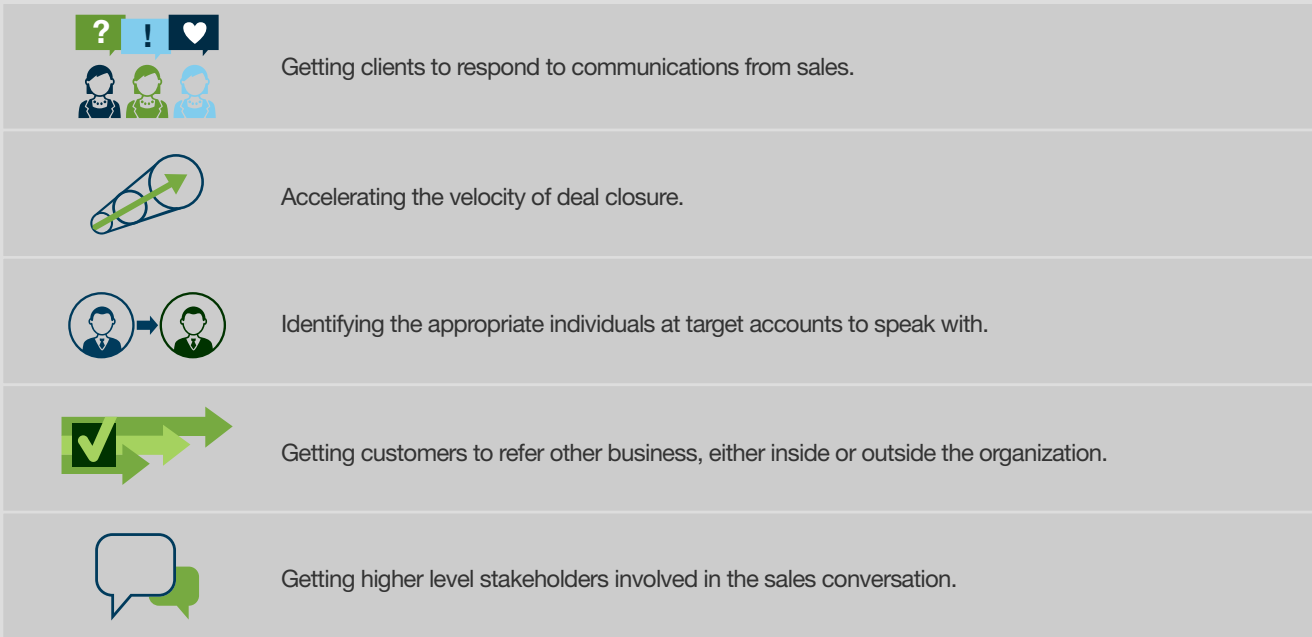 ? ! 
Getting clients to respond to communications from sales.
Accelerating the velocity of deal closure.
Identifying the appropriate individuals at target accounts to speak with.
Getting customers to refer other business, either inside or outside the organization.
Getting higher level stakeholders involved in the sales conversation.